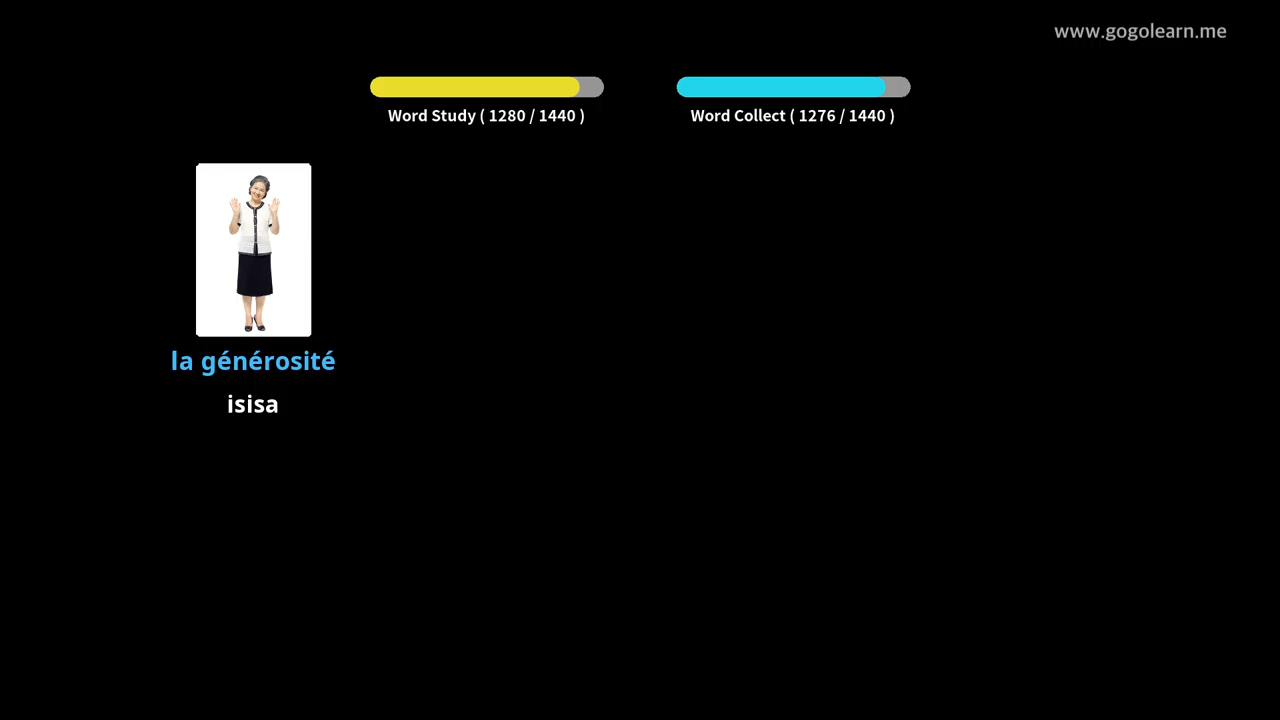 www.gogolearn.me
Word Study ( 1280 / 1440 )
Word Collect ( 1276 / 1440 )
la générosité
isisa